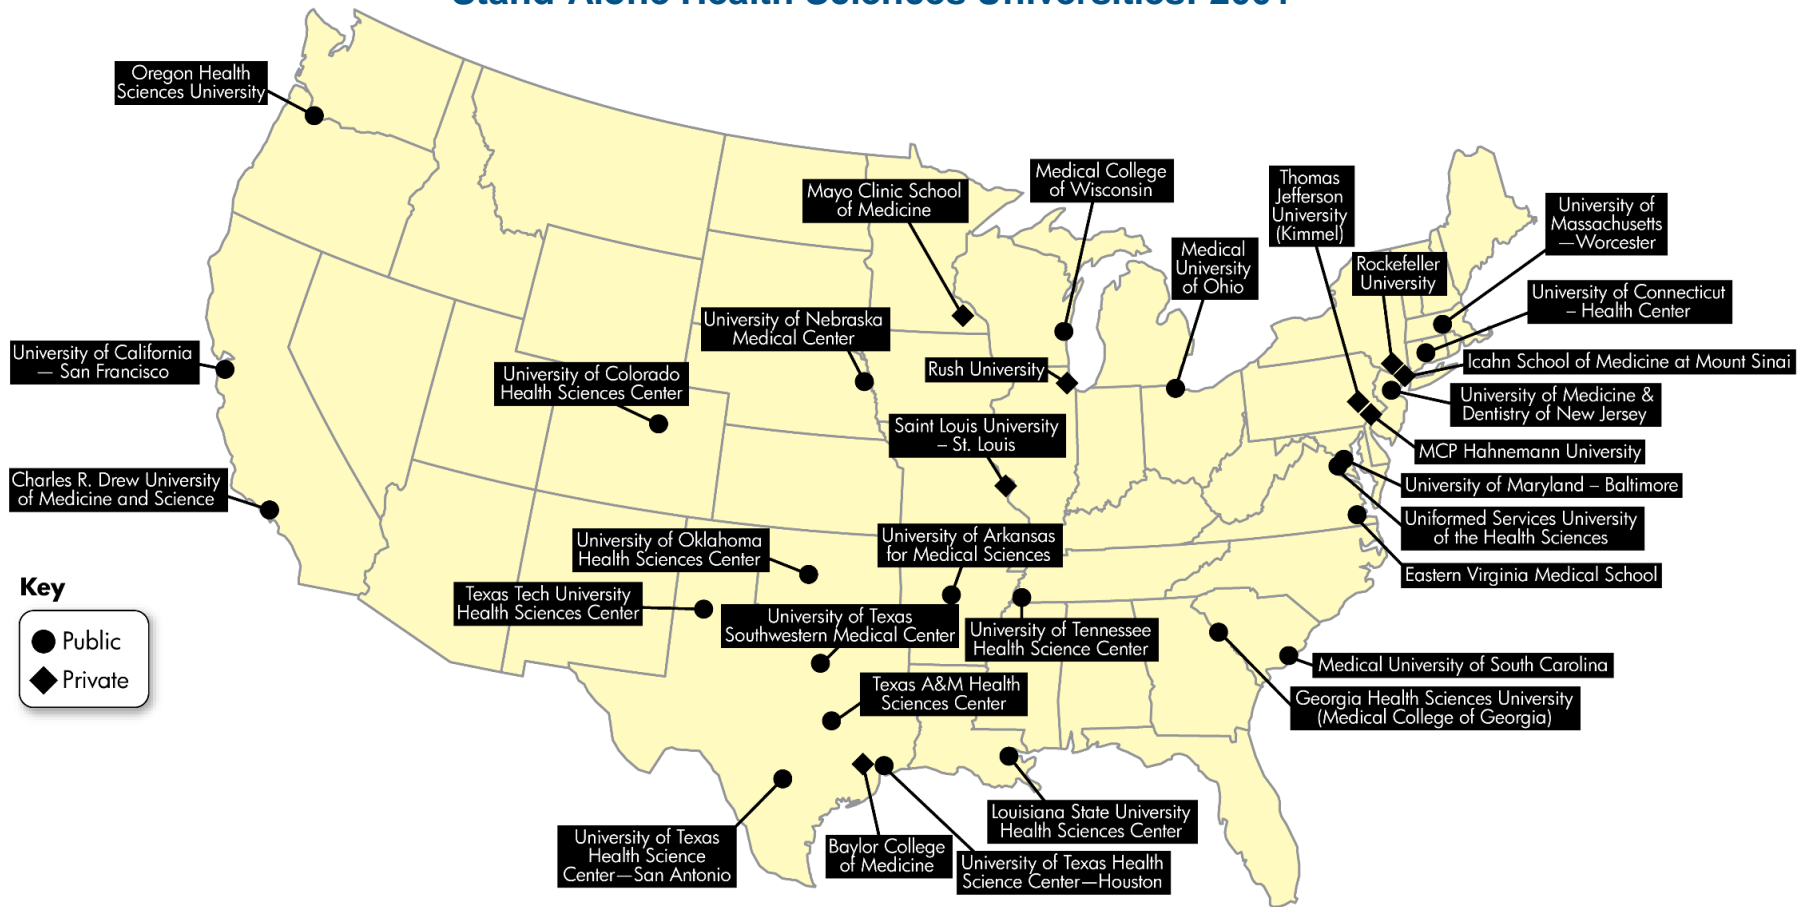 Stand-Alone Health Sciences Universities: 2001
Oregon Health
Sciences University
Medical College
of Wisconsin
Mayo Clinic School
of Medicine
Thomas
Jefferson
University
(Kimmel)
University of
Massachusetts
—Worcester
Medical
University
of Ohio
Rockefeller
University
University of Connecticut
– Health Center
University of Nebraska
Medical Center
University of California
— San Francisco
Rush University
Icahn School of Medicine at Mount Sinai
University of Colorado
Health Sciences Center
University of Medicine &
Dentistry of New Jersey
Saint Louis University
– St. Louis
MCP Hahnemann University
Charles R. Drew University
of Medicine and Science
University of Maryland – Baltimore
Uniformed Services University
of the Health Sciences
University of Oklahoma
Health Sciences Center
University of Arkansas
for Medical Sciences
Eastern Virginia Medical School
Key
Public
Private
Texas Tech University
Health Sciences Center
University of Texas
Southwestern Medical Center
University of Tennessee
Health Science Center
Medical University of South Carolina
Texas A&M Health
Sciences Center
Georgia Health Sciences University
(Medical College of Georgia)
Louisiana State University
Health Sciences Center
University of Texas
Health Science
Center—San Antonio
Baylor College
of Medicine
University of Texas Health
Science Center—Houston